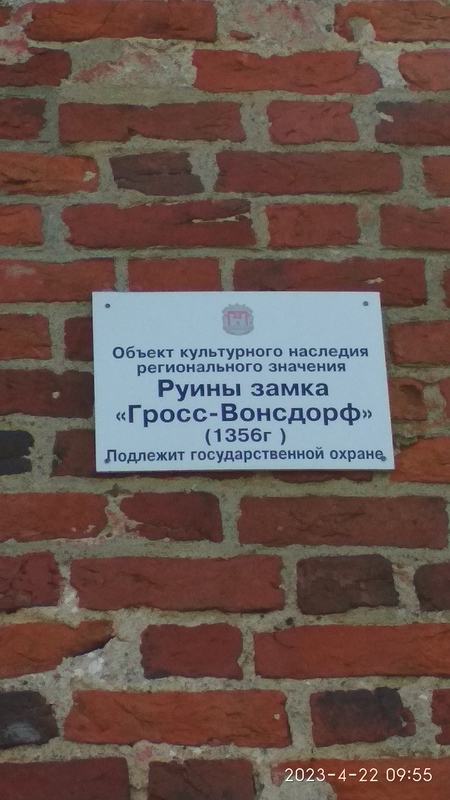 Объект культурного наследия
регионального значения
Руины замка
«Гросс-Вонсдорф»
(1356г )
Подлежит государственной охране
2023-4-22 09:55